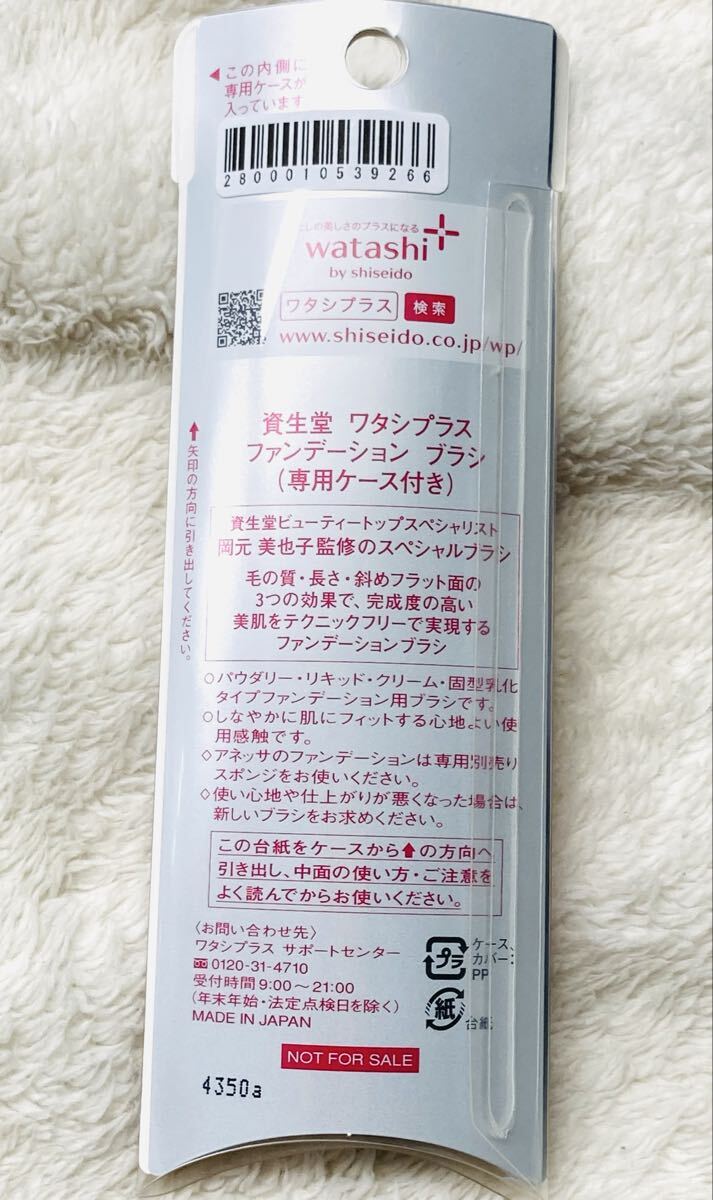 ◀この内側に
専用ケースが
入っています
2800010539266
しの美しさのプラスになる
watashi+
by shiseido
ワタシプラス 検索
www.shiseido.co.jp/wp/
↑矢印の方向に引き出してください。
資生堂 ワタシプラス
ファンデーション ブラシ
(専用ケース付き)
資生堂ビューティートップスペシャリスト
岡元 美也子監修のスペシャルブラシ
毛の質・長さ・斜めフラット面の
3つの効果で、完成度の高い
美肌をテクニックフリーで実現する
ファンデーションブラシ
○パウダリー・リキッド・クリーム・固型乳化
タイプファンデーション用ブラシです。
○しなやかに肌にフィットする心地よい使
用感触です。
◇アネッサのファンデーションは専用別売り
スポンジをお使いください。
◇使い心地や仕上がりが悪くなった場合は、
新しいブラシをお求めください。
この台紙をケースから⬆の方向へ
引き出し、中面の使い方・ご注意を
よく読んでからお使いください。
〈お問い合わせ先〉
ワタシプラス サポートセンター
0120-31-4710
受付時間9:00~21:00
(年末年始・法定点検日を除く)
MADE IN JAPAN
プラ
ケース、
カバー:
PP
紙
台紙
NOT FOR SALE
4350a